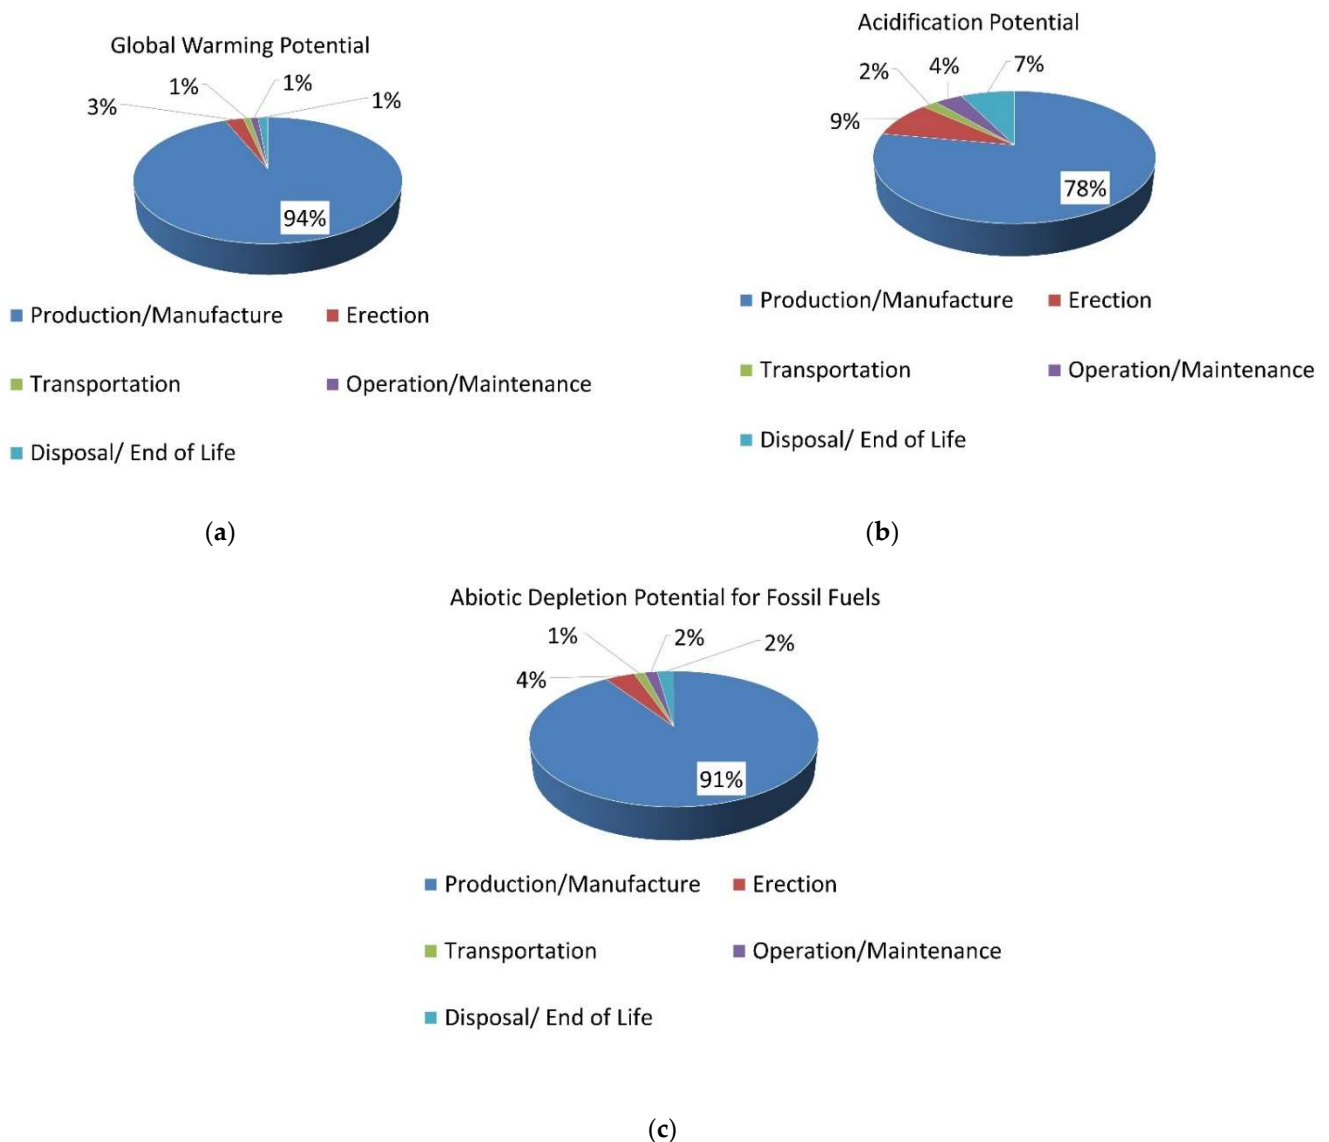 Global Warming Potential
1%
1%
3%
1%
94%
Production/Manufacture
Erection
Transportation
Operation/Maintenance
Disposal/ End of Life
(a)
Acidification Potential
4%
7%
2%
9%
78%
Production/Manufacture
Erection
Transportation
Operation/Maintenance
Disposal/ End of Life
(b)
Abiotic Depletion Potential for Fossil Fuels
1%
2%
2%
4%
91%
Production/Manufacture
Erection
Transportation
Operation/Maintenance
Disposal/ End of Life
(c)